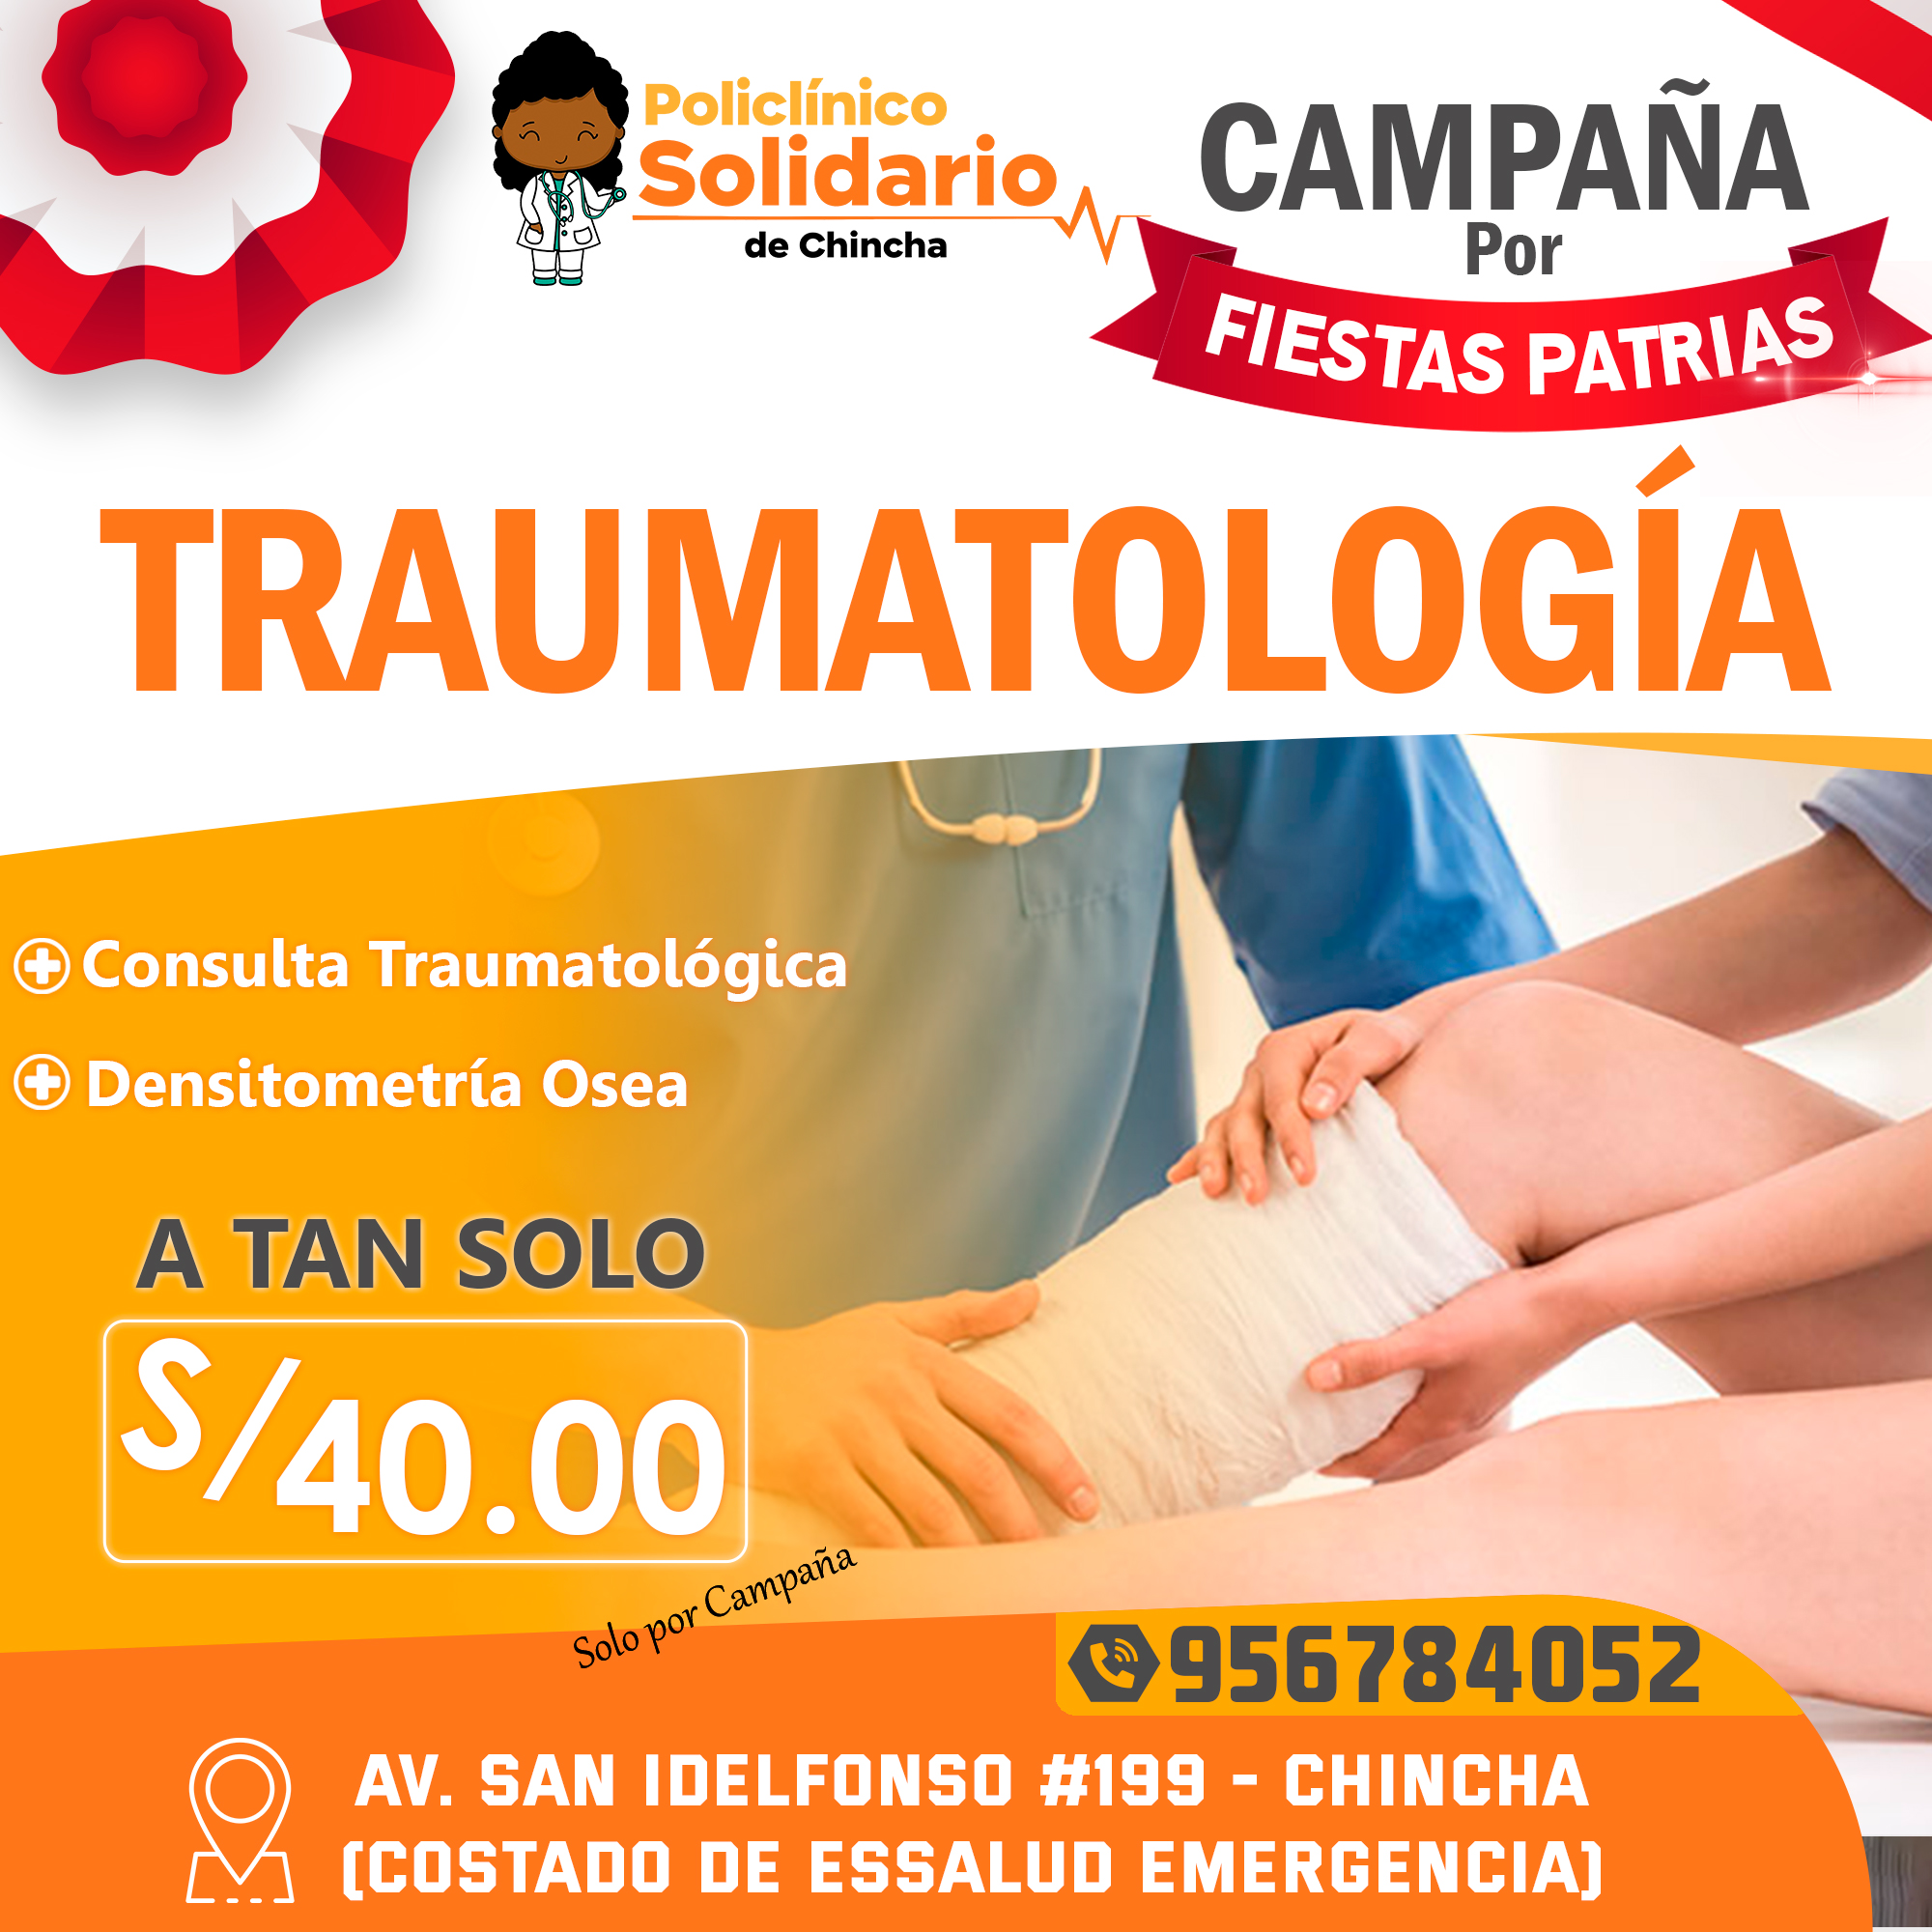 Policlínico
Solidario
de Chincha
CAMPAÑA
Por
FIESTAS PATRIAS
TRAUMATOLOGÍA
Consulta Traumatológica
Densitometría Osea
A TAN SOLO
S/40.00
Solo por Campaña
956784052
AV. SAN IDELFONSO #199 - CHINCHA
(COSTADO DE ESSALUD EMERGENCIA)